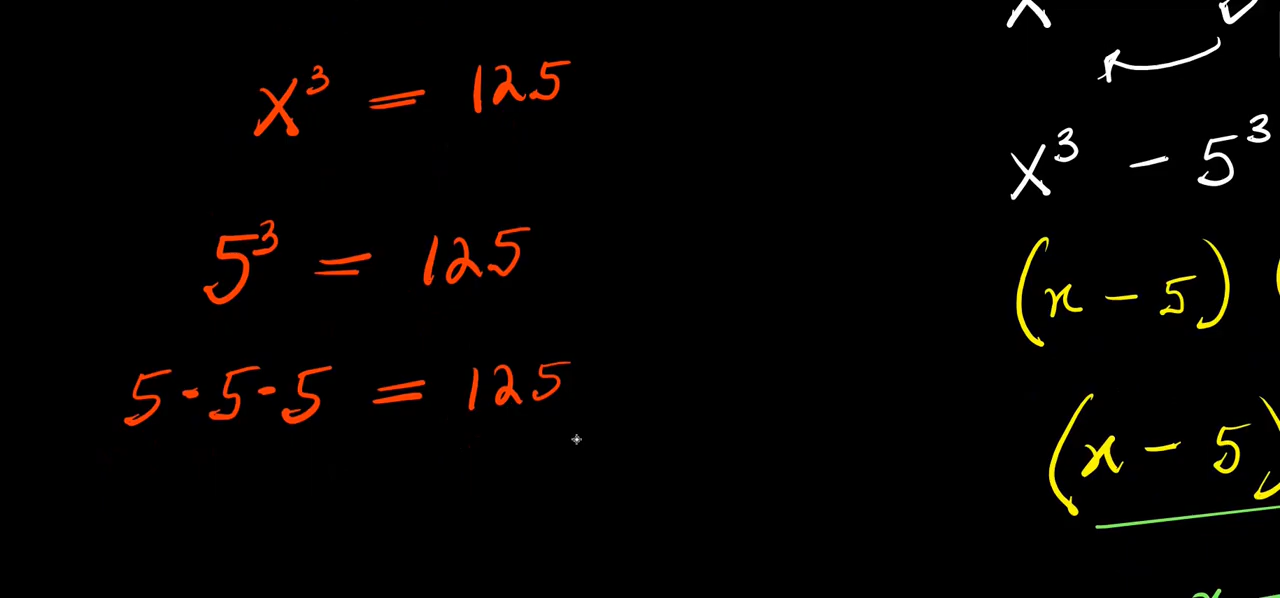 x³ = 125
5³ = 125
5·5·5 = 125
x³ - 5³
(x - 5)
(x - 5)